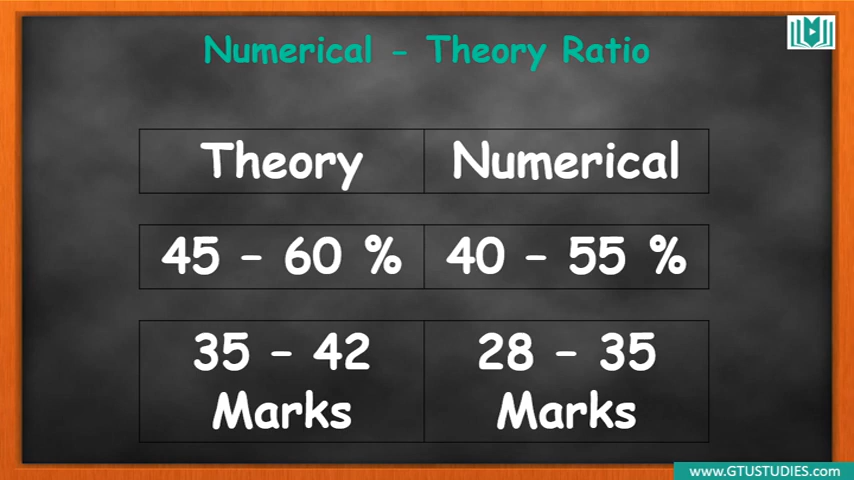 Numerical - Theory Ratio
Theory Numerical
45 - 60 % 40 - 55 %
35 - 42 Marks 28 - 35 Marks
www.GTUSTUDIES.com